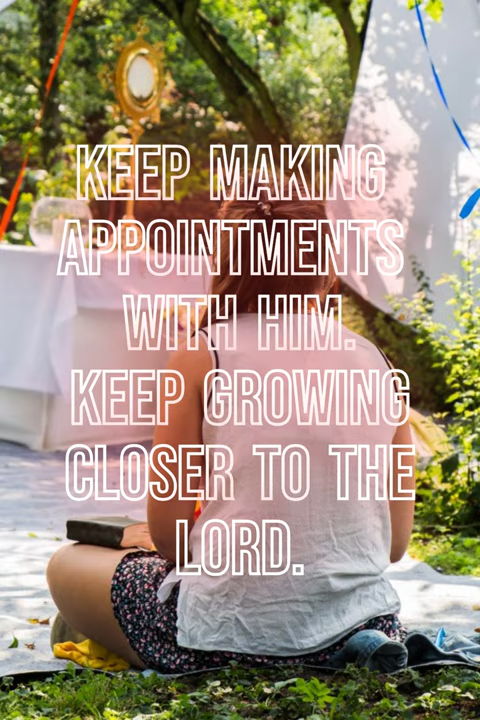 KEEP MAKING
APPOINTMENTS
WITH HIM.
KEEP GROWING
CLOSER TO THE
LORD.